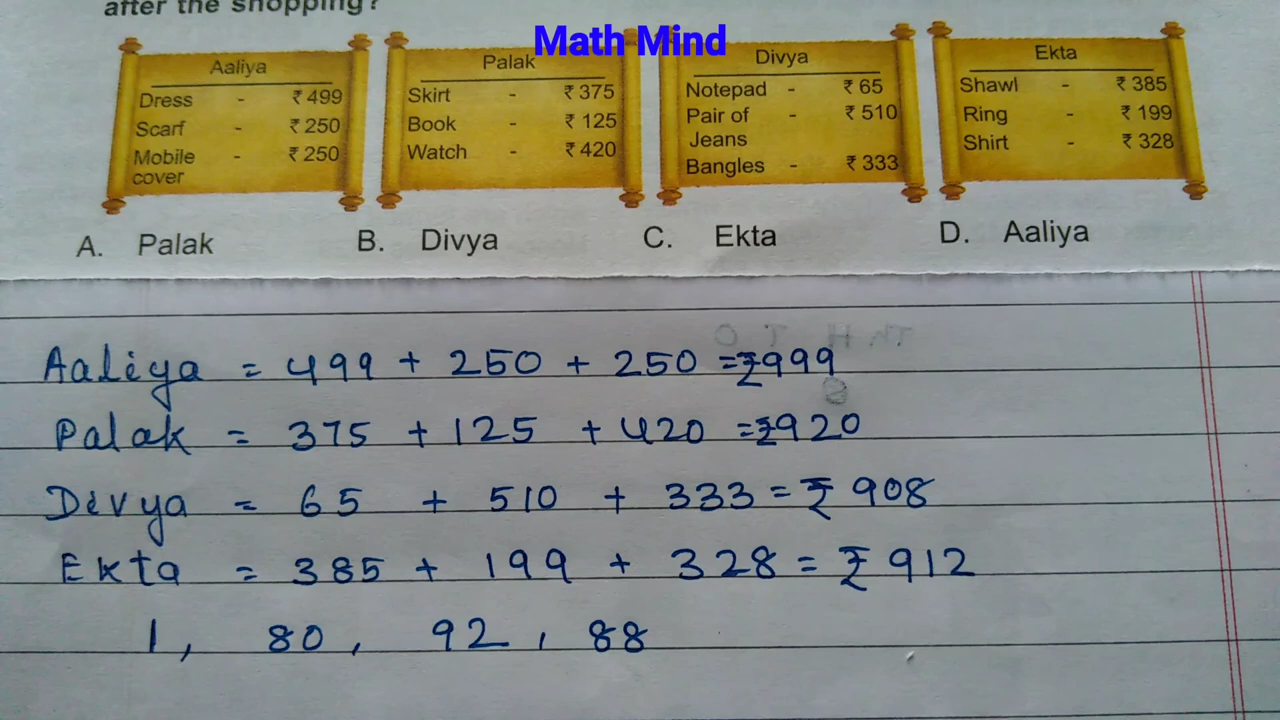 after the shopping?
Math Mind
Aaliya
Dress - ₹ 499
Scarf - ₹ 250
Mobile - ₹ 250
cover
Palak
Skirt - ₹ 375
Book - ₹ 125
Watch - ₹ 420
Divya
Notepad - ₹ 65
Pair of - ₹ 510
Jeans
Bangles - ₹ 333
Ekta
Shawl - ₹ 385
Ring - ₹ 199
Shirt - ₹ 328
A. Palak B. Divya C. Ekta D. Aaliya
Aaliya = 499 + 250 + 250 = ₹999
Palak = 375 + 125 + 420 = ₹920
Divya = 65 + 510 + 333 = ₹ 908
Ekta = 385 + 199 + 328 = ₹ 912
1, 80, 92, 88